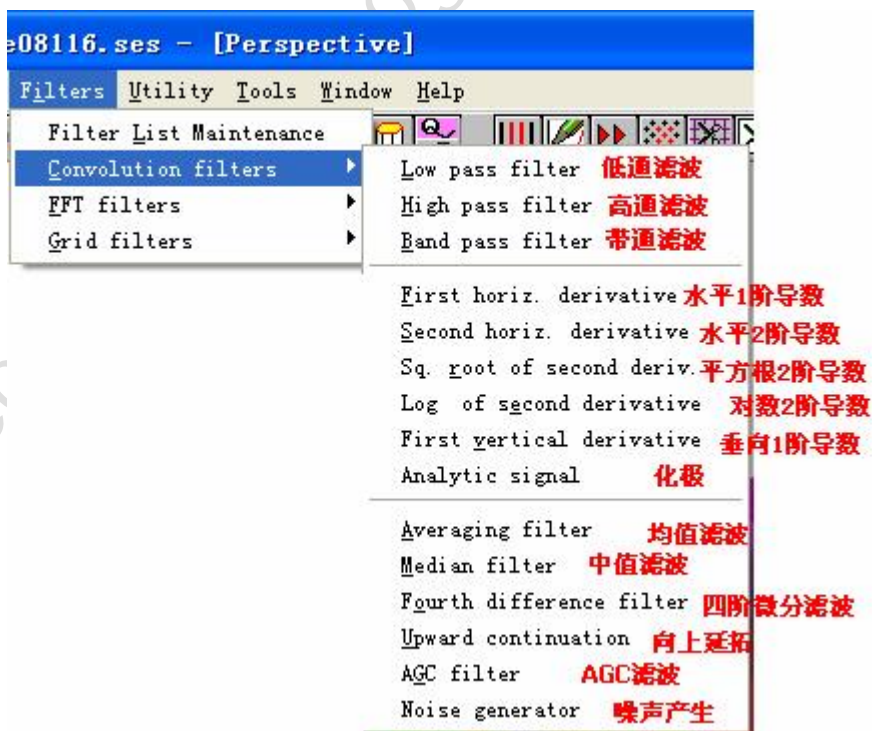 e08116.ses - [Perspective]
Filters Utility Tools Window Help
Filter List Maintenance
Convolution filters
FFT filters
Grid filters
Low pass filter 低通滤波
High pass filter 高通滤波
Band pass filter 带通滤波
First horiz. derivative 水平1阶导数
Second horiz. derivative 水平2阶导数
Sq. root of second deriv. 平方根2阶导数
Log of second derivative 对数2阶导数
First vertical derivative 垂向1阶导数
Analytic signal 化极
Averaging filter 均值滤波
Median filter 中值滤波
Fourth difference filter 四阶微分滤波
Upward continuation 向上延拓
AGC filter AGC滤波
Noise generator 噪声产生